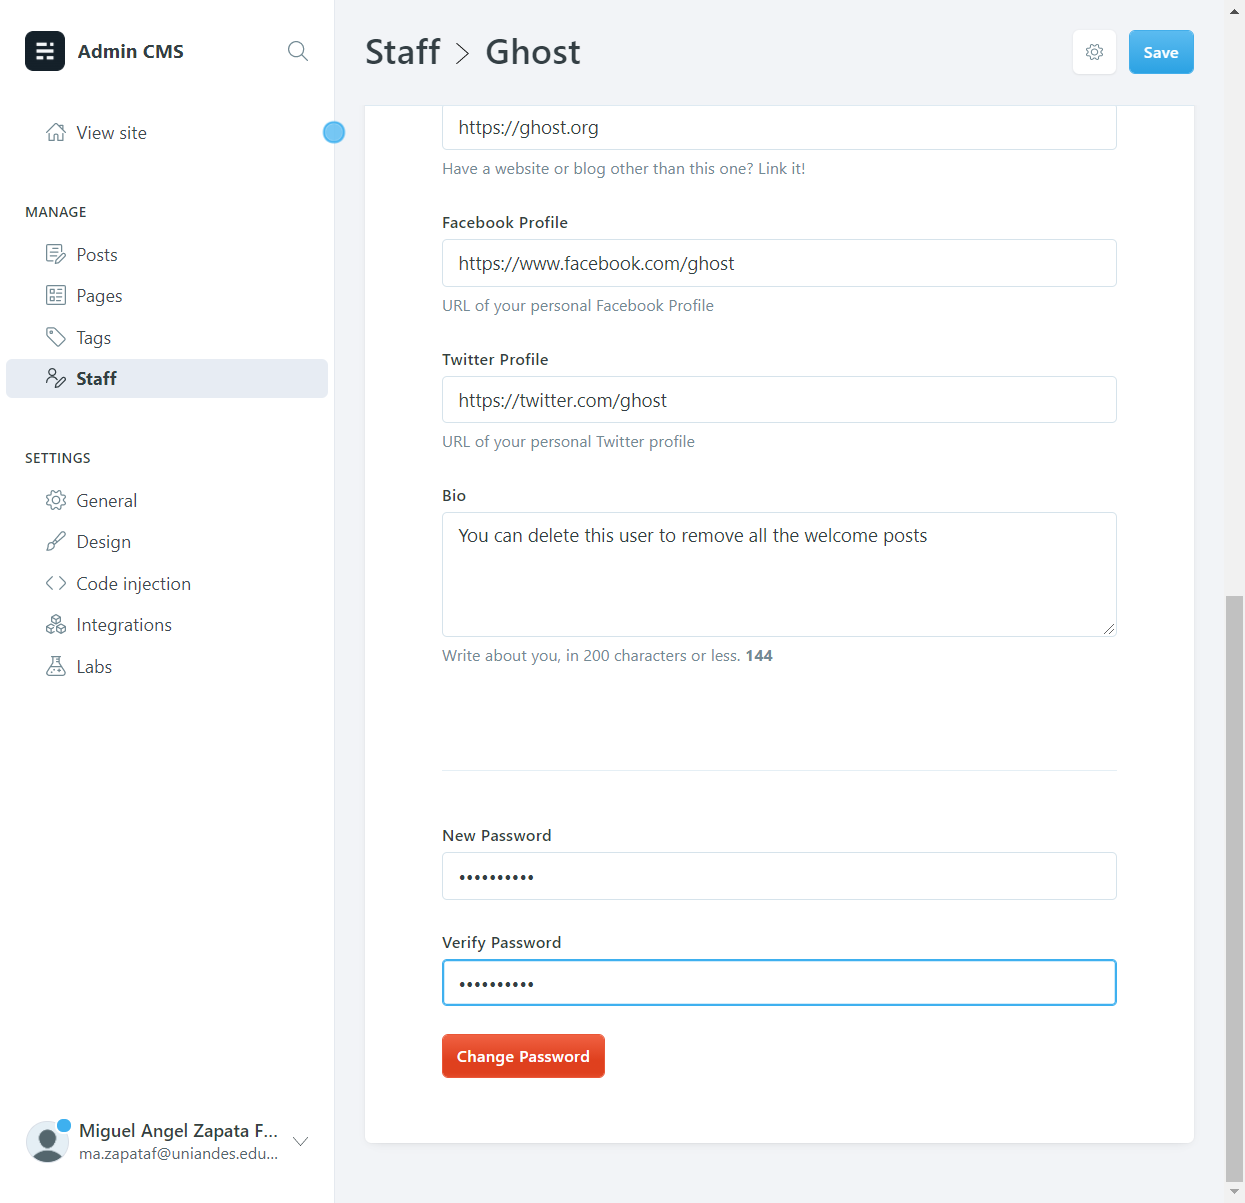 Admin CMS
View site
MANAGE
Posts
Pages
Tags
Staff
SETTINGS
General
Design
Code injection
Integrations
Labs
Miguel Angel Zapata F...
ma.zapataf@uniandes.edu...
Staff > Ghost
Save
https://ghost.org
Have a website or blog other than this one? Link it!
Facebook Profile
https://www.facebook.com/ghost
URL of your personal Facebook Profile
Twitter Profile
https://twitter.com/ghost
URL of your personal Twitter profile
Bio
You can delete this user to remove all the welcome posts
Write about you, in 200 characters or less. 144
New Password
••••••••••
Verify Password
••••••••••
Change Password